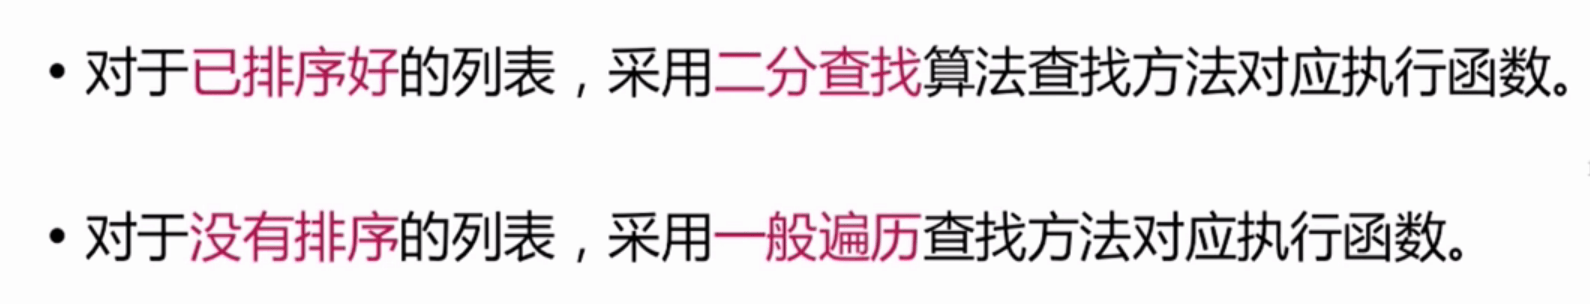 • 对于已排序好的列表，采用二分查找算法查找方法对应执行函数。
• 对于没有排序的列表，采用一般遍历查找方法对应执行函数。